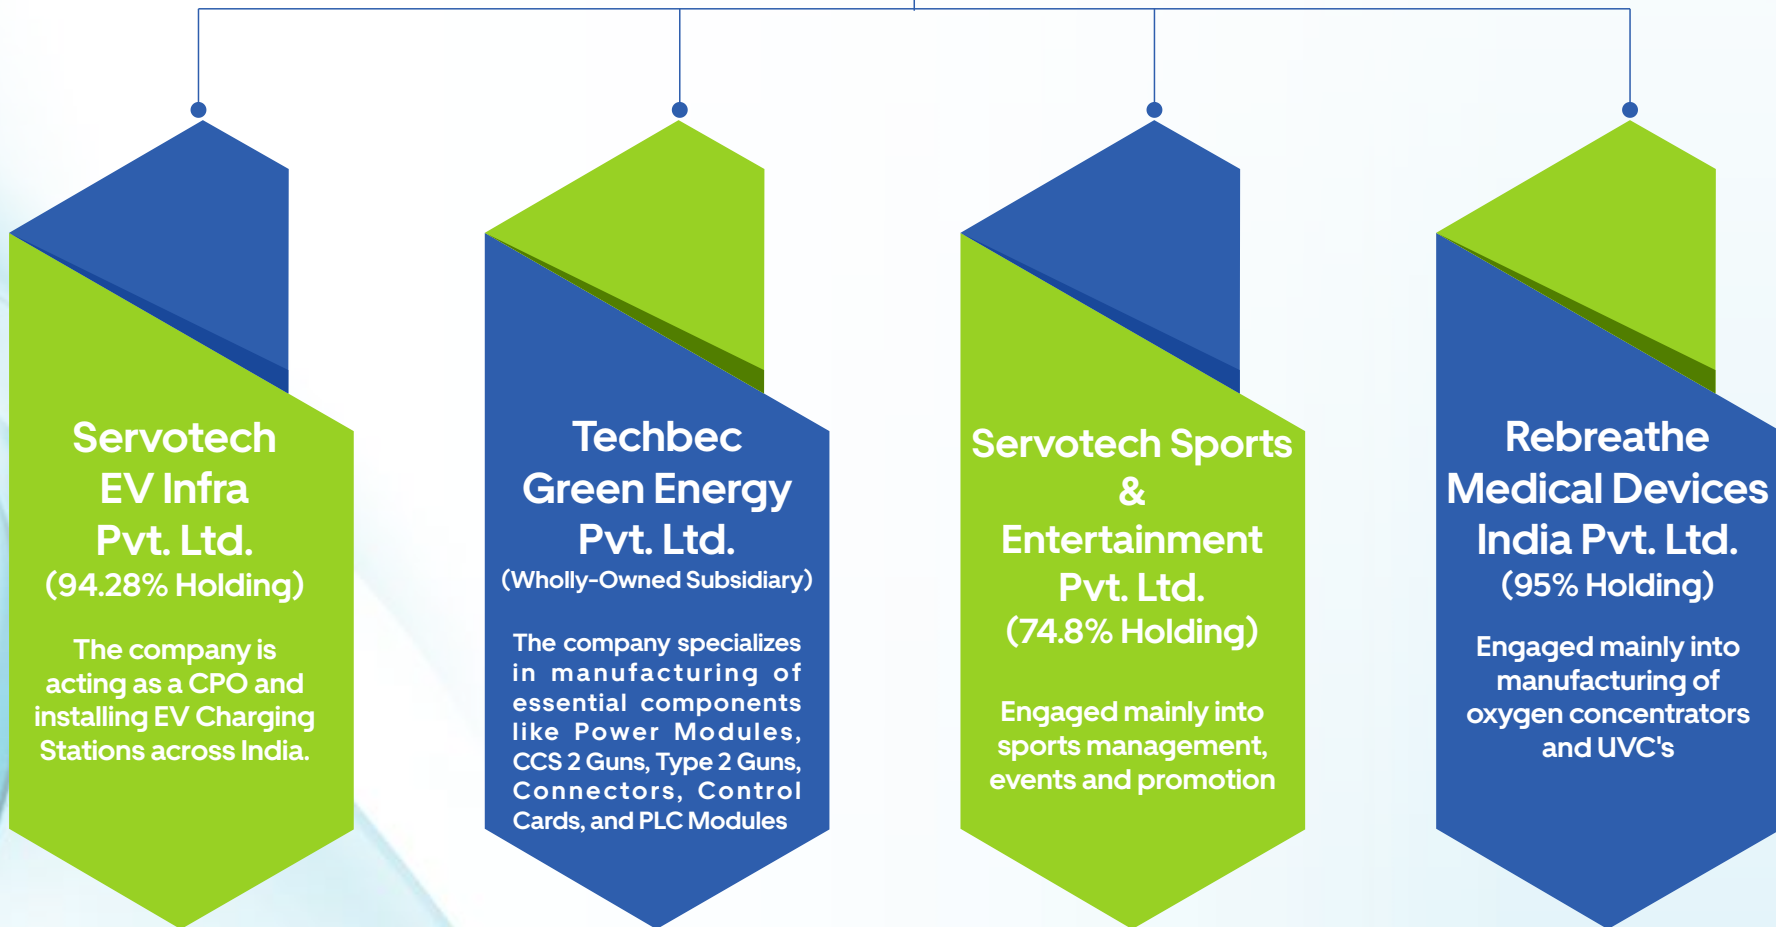 Servotech
EV Infra
Pvt. Ltd.
(94.28% Holding)
The company is
acting as a CPO and
installing EV Charging
Stations across India.
Techbec
Green Energy
Pvt. Ltd.
(Wholly-Owned Subsidiary)
The company specializes
in manufacturing of
essential components
like Power Modules,
CCS 2 Guns, Type 2 Guns,
Connectors, Control
Cards, and PLC Modules
Servotech Sports
&
Entertainment
Pvt. Ltd.
(74.8% Holding)
Engaged mainly into
sports management,
events and promotion
Rebreathe
Medical Devices
India Pvt. Ltd.
(95% Holding)
Engaged mainly into
manufacturing of
oxygen concentrators
and UVC's